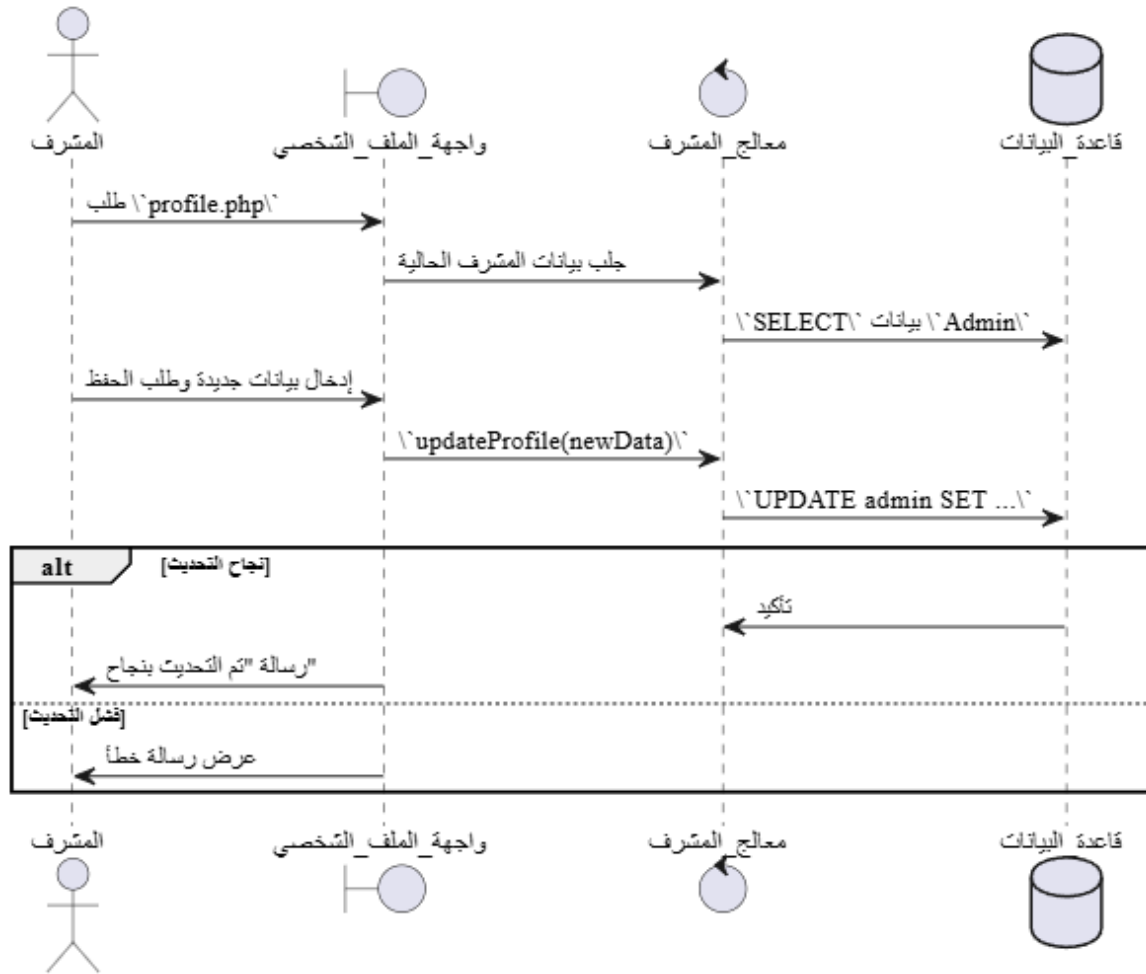 المشرف
واجهة_الملف_الشخصي
معالج_المشرف
قاعدة_البيانات
طلب \`profile.php\`
جلب بيانات المشرف الحالية
\`SELECT\` بيانات \`Admin\`
إدخال بيانات جديدة وطلب الحفظ
\`updateProfile(newData)\`
\`UPDATE admin SET ...\`
alt
[نجاح التحديث]
تأكيد
رسالة "تم التحديث بنجاح"
[فشل التحديث]
عرض رسالة خطأ
المشرف
واجهة_الملف_الشخصي
معالج_المشرف
قاعدة_البيانات